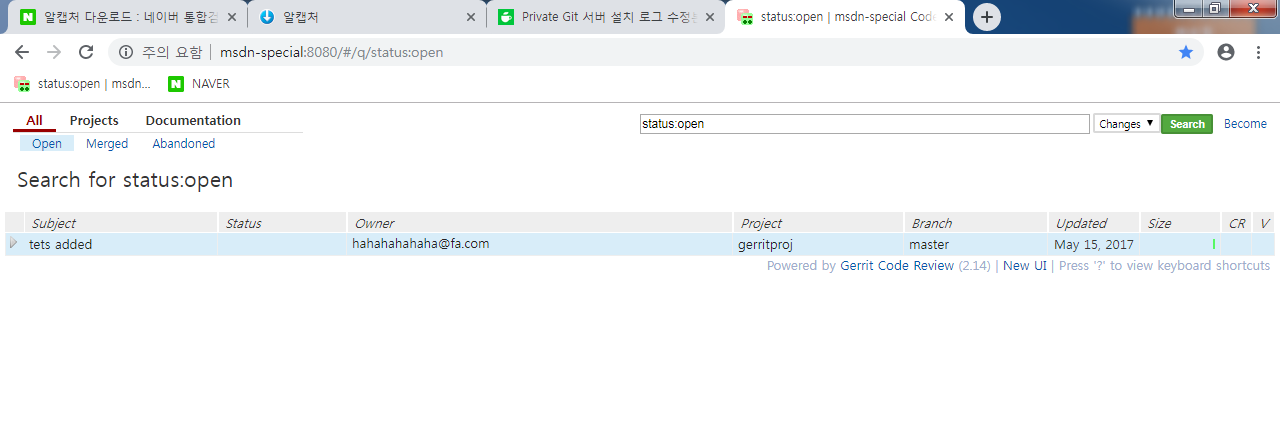 알캡처 다운로드 : 네이버 통합검
알캡처
Private Git 서버 설치 로그 수정
status:open | msdn-special Cod
주의 요함 | msdn-special:8080/#/q/status:open
status:open | msdn...
NAVER
All Projects Documentation
status:open Changes Search Become
Open Merged Abandoned
Search for status:open
Subject Status Owner Project Branch Updated Size CR V
tets added hahahahahaha@fa.com gerritproj master May 15, 2017
Powered by Gerrit Code Review (2.14) | New UI | Press '?' to view keyboard shortcuts